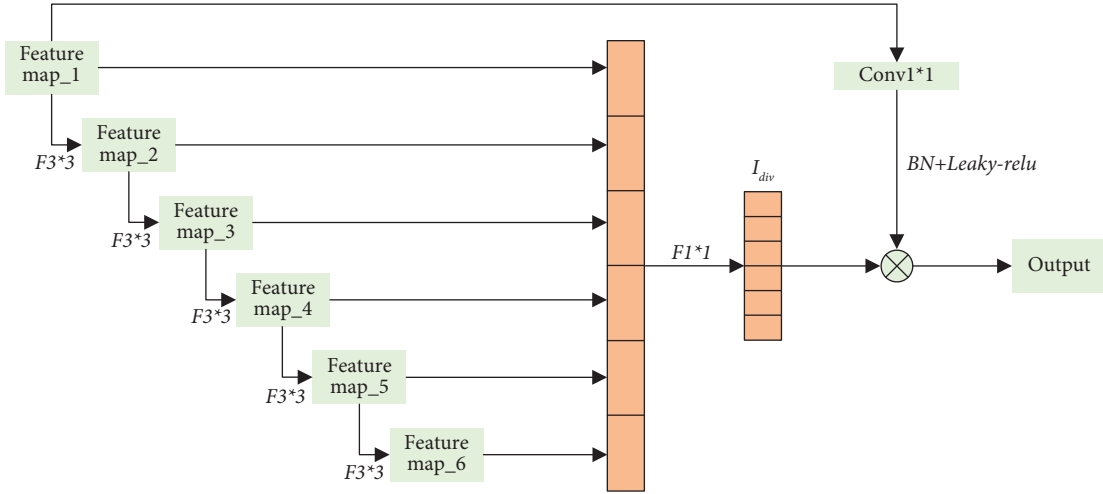 Feature
map_1
Conv1*1
F3*3
Feature
map_2
BN+Leaky-relu
I_div
F3*3
Feature
map_3
F1*1
Output
F3*3
Feature
map_4
F3*3
Feature
map_5
F3*3
Feature
map_6